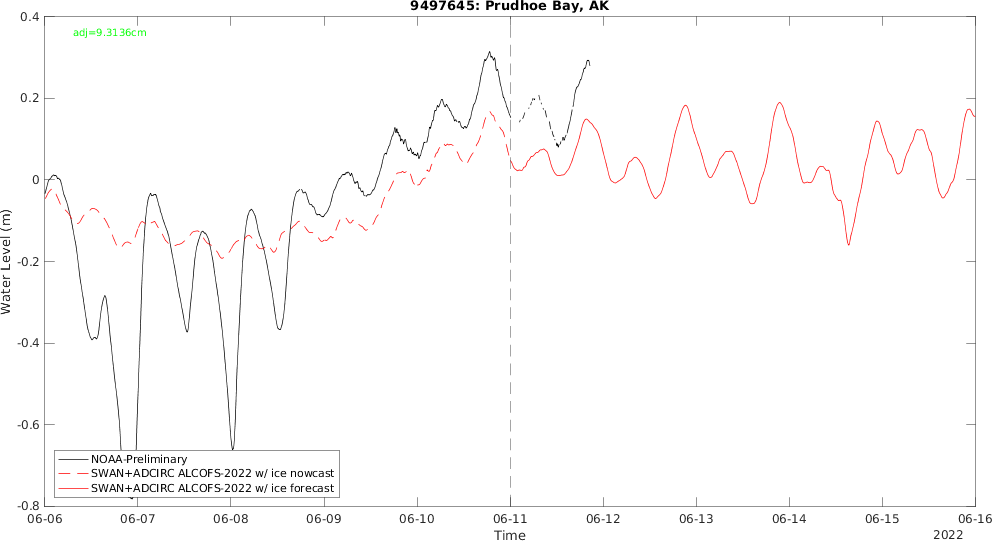 9497645: Prudhoe Bay, AK
adj=9.3136cm
0.4
0.2
0
-0.2
-0.4
-0.6
-0.8
Water Level (m)
NOAA-Preliminary
SWAN+ADCIRC ALCOFS-2022 w/ ice nowcast
SWAN+ADCIRC ALCOFS-2022 w/ ice forecast
06-06 06-07 06-08 06-09 06-10 06-11 06-12 06-13 06-14 06-15 06-16
Time
2022